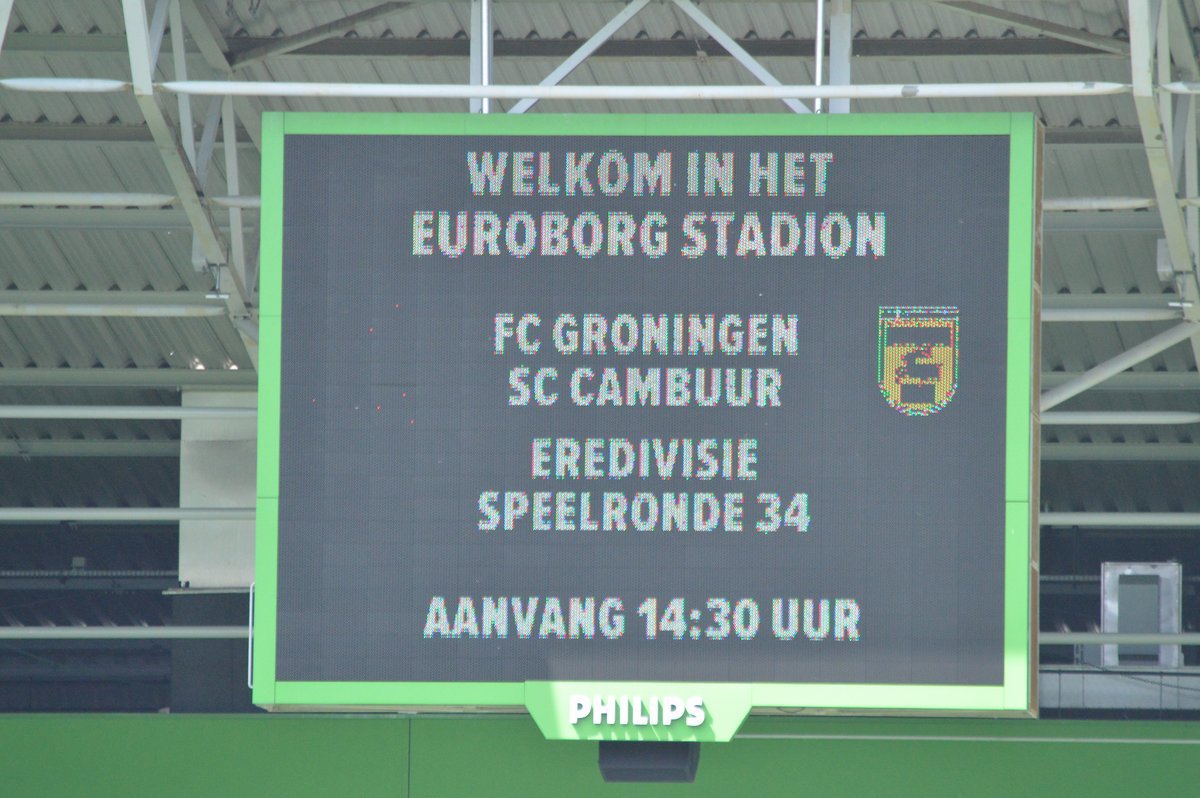 WELKOM IN HET
EUROBORG STADION
FC GRONINGEN
SC CAMBUUR
EREDIVISIE
SPEELRONDE 34
AANVANG 14:30 UUR
PHILIPS